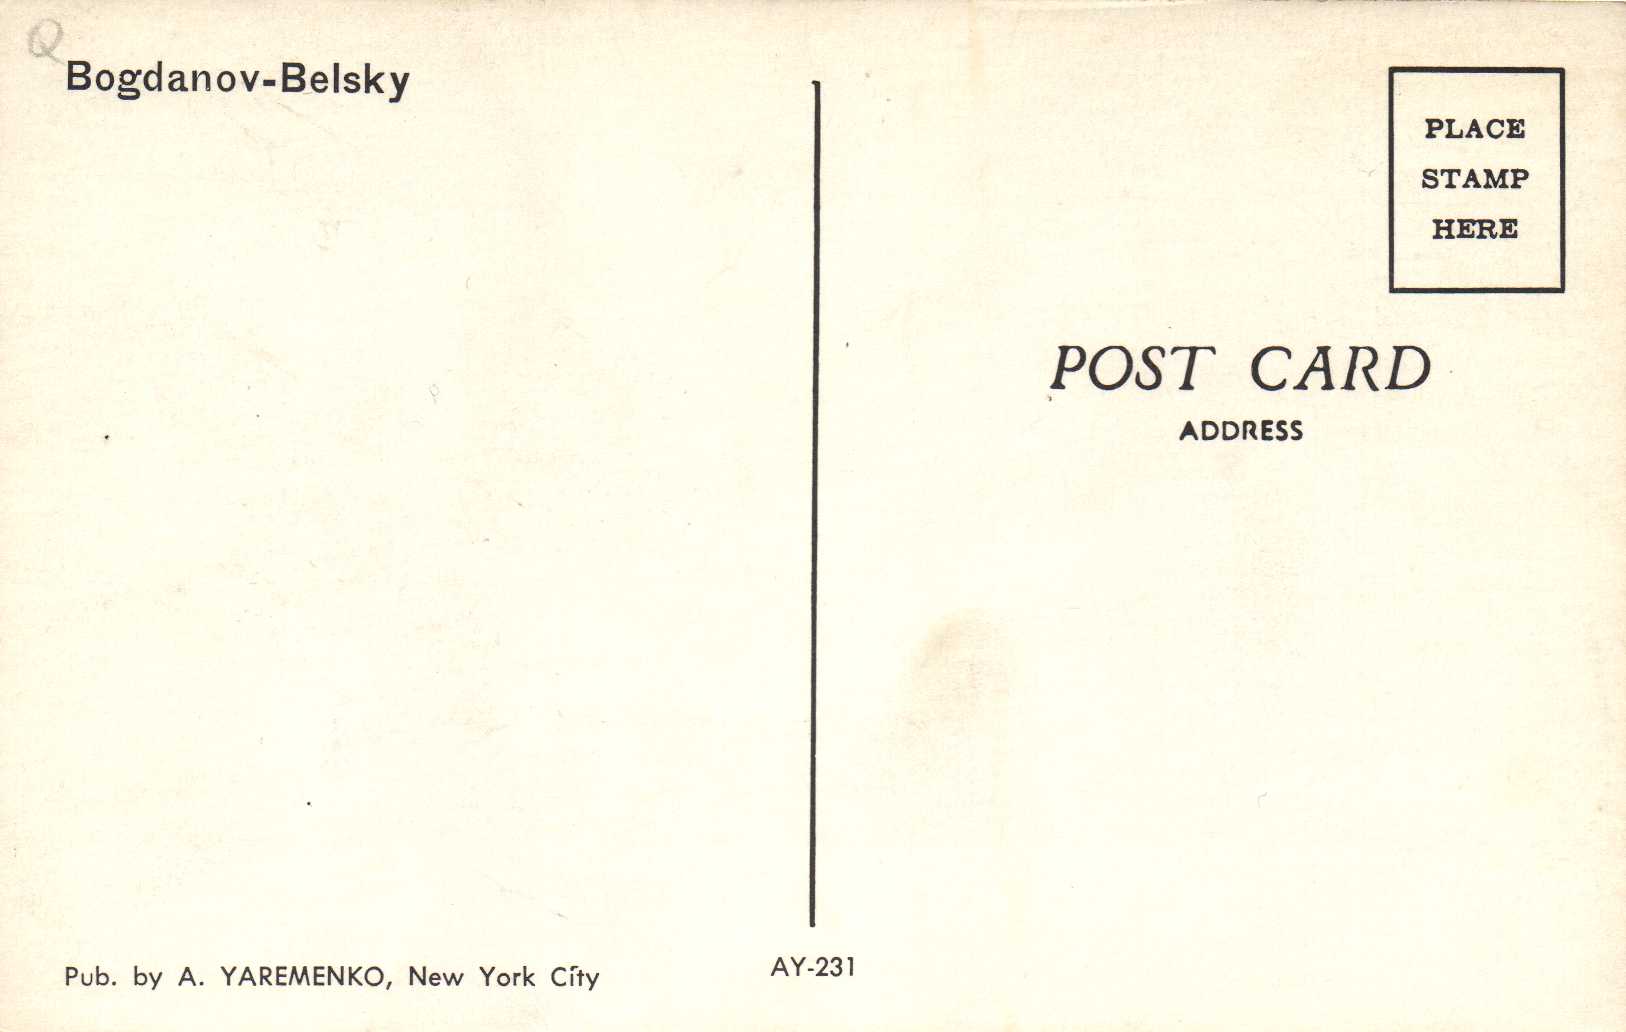 Q
Bogdanov-Belsky
PLACE
STAMP
HERE
POST CARD
ADDRESS
Pub. by A. YAREMENKO, New York City
AY-231